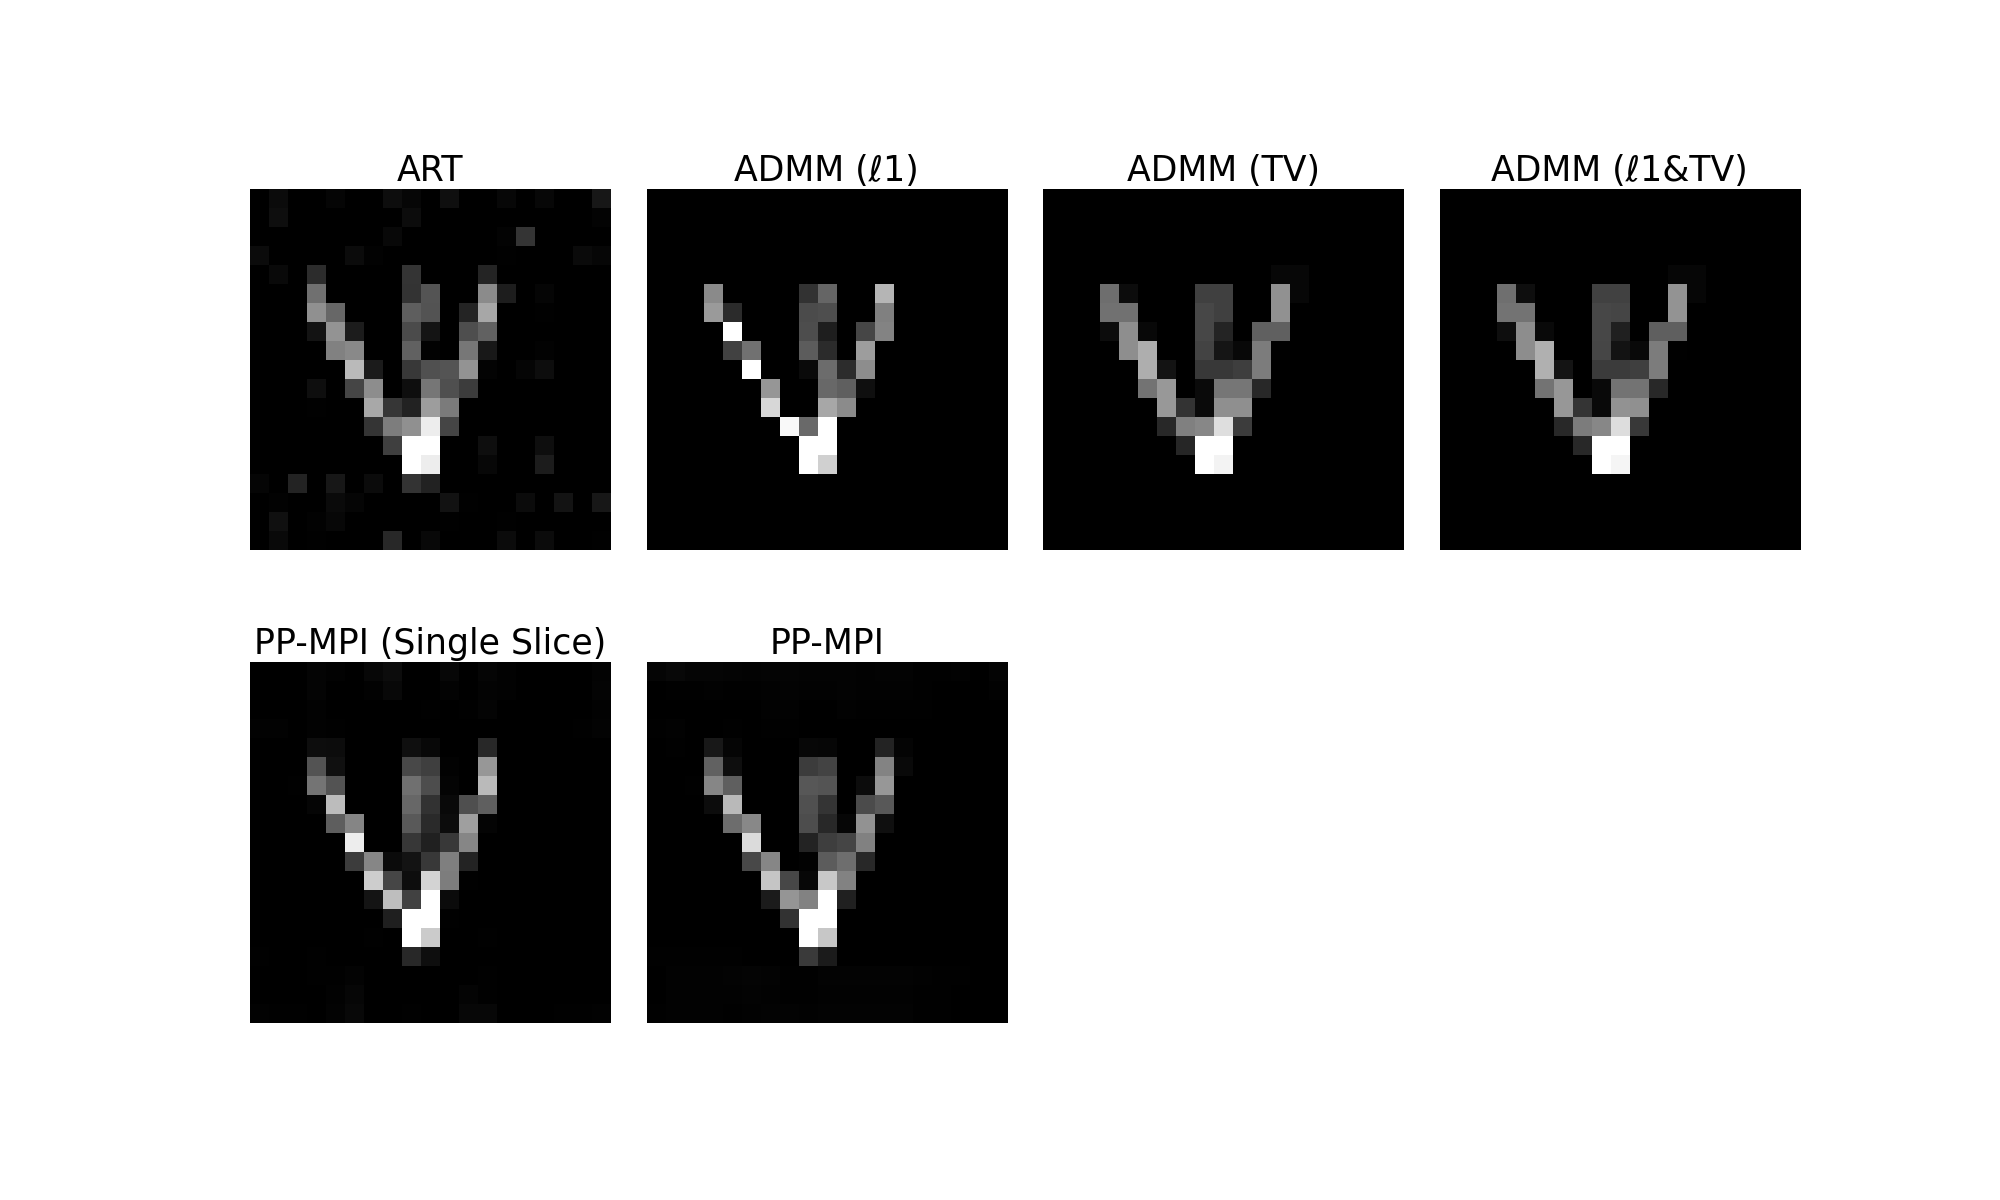 ART
ADMM (ℓ1)
ADMM (TV)
ADMM (ℓ1&TV)
PP-MPI (Single Slice)
PP-MPI